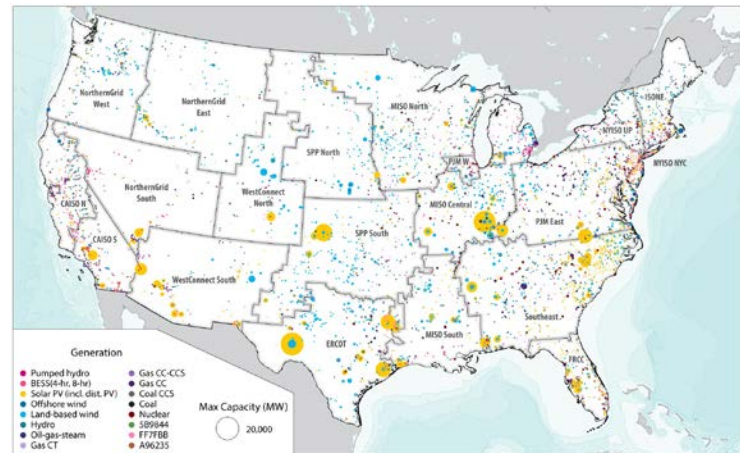 NorthernGrid
West
NorthernGrid
East
MISO North
ISONE
NYISO UP
NYISO NYC
SPP North
PJM W
CAISO N
NorthernGrid
South
WestConnect
North
MISO Central
PJM East
CAISO S
SPP South
WestConnect South
Southeast
ERCOT
MISO South
FRCC
Generation
Pumped hydro
BESS(4-hr, 8-hr)
Solar PV (incl. dist. PV)
Offshore wind
Land-based wind
Hydro
Oil-gas-steam
Gas CT
Gas CC-CCS
Gas CC
Coal CCS
Coal
Nuclear
5B9844
FF7FBB
A96235
Max Capacity (MW)
20,000